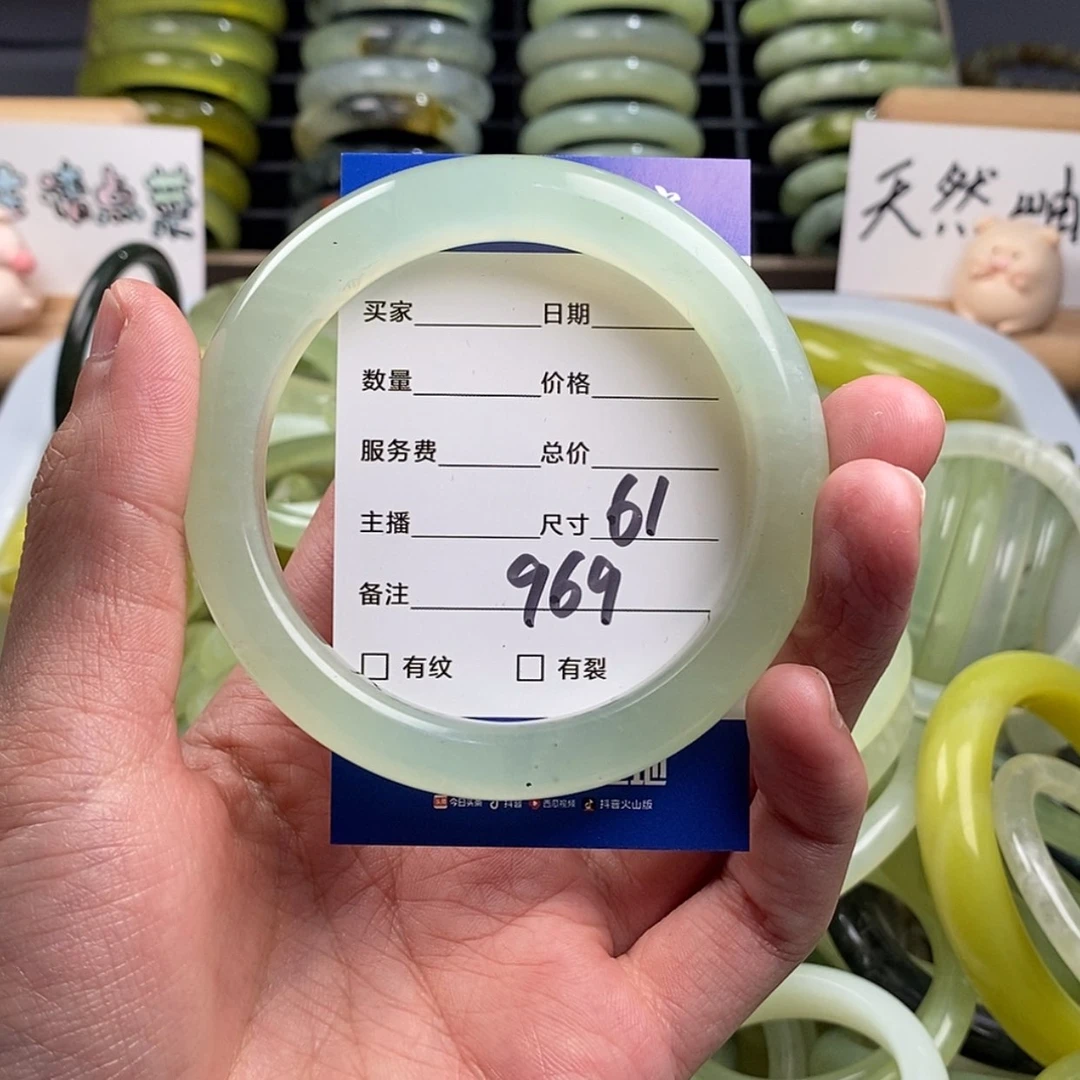 天然岫
买家 日期
数量 价格
服务费 总价
主播 尺寸 61
备注 969
□ 有纹 □ 有裂
今日头条 抖音 西瓜视频 抖音火山版